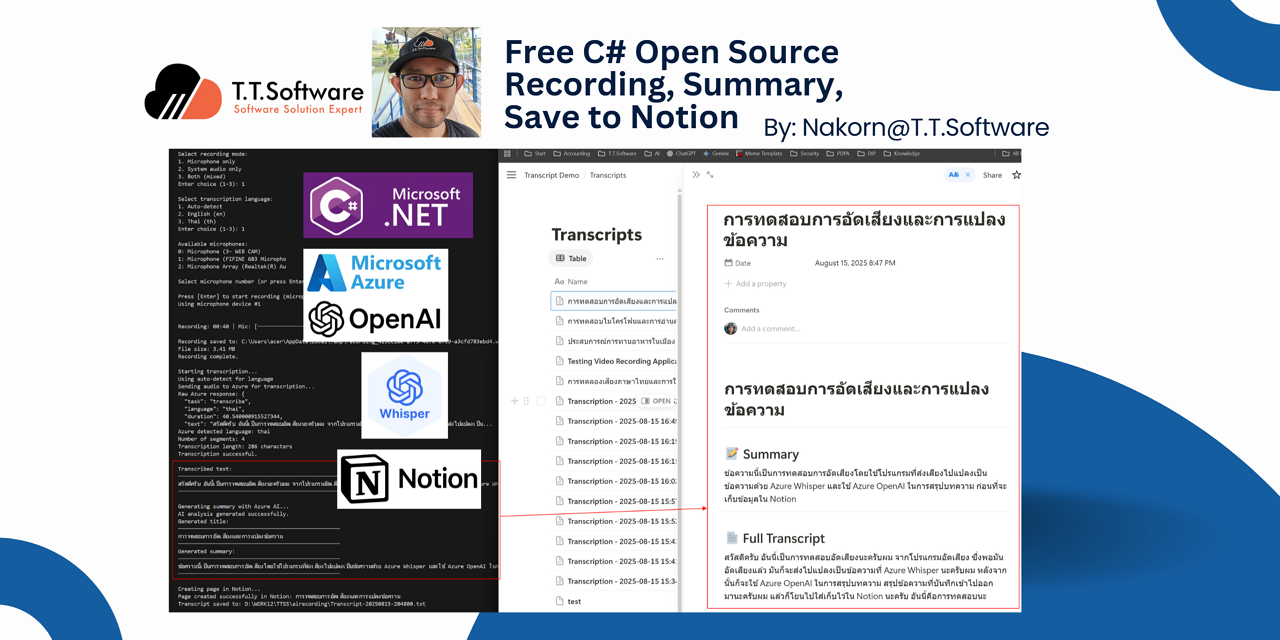 T.T.Software
Software Solution Expert
Free C# Open Source
Recording, Summary,
Save to Notion
By: Nakorn@T.T.Software
Select recording mode:
1. Microphone only
2. System audio only
3. Both (mixed)
Enter choice (1-3): 1
Select transcription language:
1. Auto-detect
2. English (en)
3. Thai (th)
Enter choice (1-3): 1
Available microphones:
0: Microphone (3- WEB CAM)
1: Microphone (FIFINE 683 Micropho
2: Microphone Array (Realtek(R) Au
Select microphone number (or press Enter
Press [Enter] to start recording (microp
Using microphone device #1
Recording: 00:40 | Mic: [
Recording saved to: C:\Users\acer\AppData\
File size: 3.41 MB
Recording complete.
Starting transcription...
Using auto-detect for language
Sending audio to Azure for transcription...
Raw Azure response: {
"task": "transcribe",
"language": "thai",
"duration": 40.540000915527344,
"text": "สวัสดีครับ อันนี้เป็นการทดสอบอัดเสียงนะครับผม
Azure detected language: thai
Number of segments: 4
Transcription length: 286 characters
Transcription successful.
Transcribed text:
สวัสดีครับ อันนี้เป็นการทดสอบอัดเสียงนะครับผม จากโปรแกรมอัด
Generating summary with Azure AI...
AI analysis generated successfully.
Generated title:
การทดสอบการอัดเสียงและการแปลงข้อความ
Generated summary:
ข้อความนี้เป็นการทดสอบการอัดเสียงโดยใช้โปรแกรมที่ส่งเสียงไปแปลงเป็นข้อความด้วย Azure Whisper และใช้ Azure OpenAI
Creating page in Notion...
Page created successfully in Notion: การทดสอบการอัดเสียงและการแปลงข้อความ
Transcript saved to: D:\WORK12\TTSS\airecording\Transcript-20250815-204800.txt
C#
Microsoft
.NET
Microsoft
Azure
OpenAI
Whisper
N Notion
Start
Accounting
T.T.Software
AI
ChatGPT
Gemini
Meme Template
Security
PDPA
DIP
Knowledge
All
Transcript Demo / Transcripts
Share
Transcripts
Table
Aa Name
การทดสอบการอัดเสียงและการแปล
การทดสอบไมโครโฟนและการอ่าน
ประสบการณ์การทานอาหารในเมือง
Testing Video Recording Applica
การทดลองเสียงภาษาไทยและการ
Transcription - 2025 OPEN
Transcription - 2025-08-15 16:4
Transcription - 2025-08-15 16:1
Transcription - 2025-08-15 16:1
Transcription - 2025-08-15 16:0
Transcription - 2025-08-15 15:5
Transcription - 2025-08-15 15:5
Transcription - 2025-08-15 15:4
Transcription - 2025-08-15 15:4
Transcription - 2025-08-15 15:3
test
การทดสอบการอัดเสียงและการแปลง
ข้อความ
Date August 15, 2025 8:47 PM
Add a property
Comments
Add a comment...
การทดสอบการอัดเสียงและการแปลง
ข้อความ
Summary
ข้อความนี้เป็นการทดสอบการอัดเสียงโดยใช้โปรแกรมที่ส่งเสียงไปแปลงเป็น
ข้อความด้วย Azure Whisper และใช้ Azure OpenAI ในการสรุปบทความ ก่อนที่จะ
เก็บข้อมูลใน Notion
Full Transcript
สวัสดีครับ อันนี้เป็นการทดสอบอัดเสียงนะครับผม จากโปรแกรมอัดเสียง ซึ่งพอมัน
อัดเสียงแล้ว มันก็จะส่งไปแปลงเป็นข้อความที่ Azure Whisper นะครับผม หลังจาก
นั้นก็จะใช้ Azure OpenAI ในการสรุปบทความ สรุปข้อความที่บันทึกเข้าไปออก
มานะครับผม แล้วก็โยนไปใส่เก็บไว้ใน Notion นะครับ อันนี้คือการทดสอบนะ